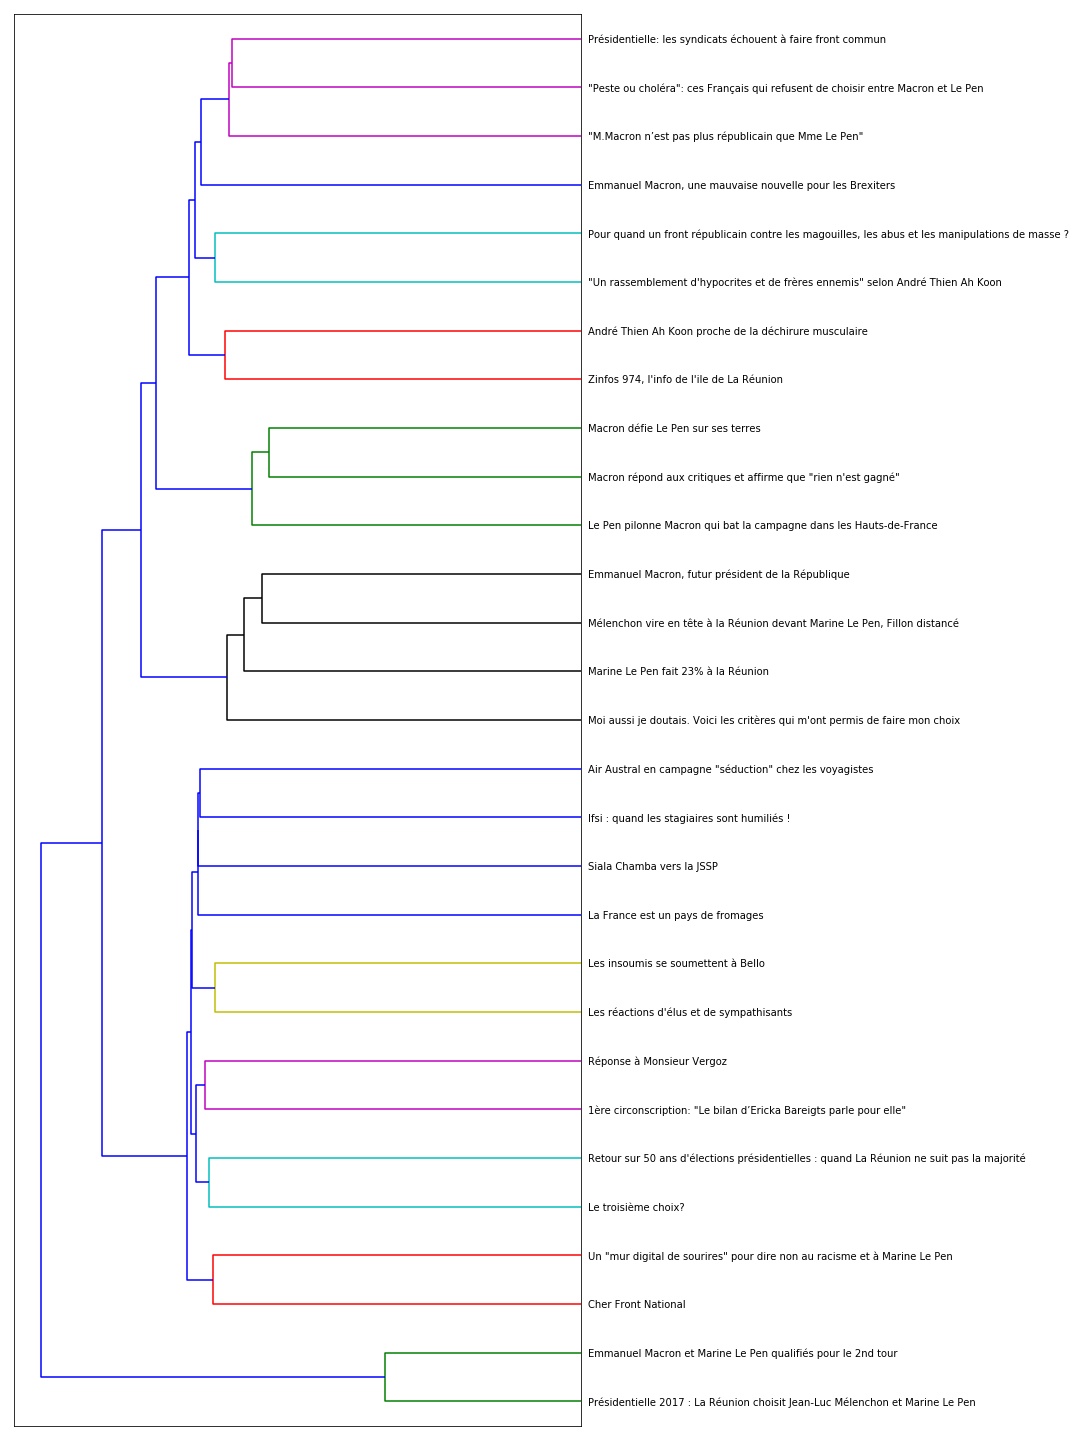 Présidentielle: les syndicats échouent à faire front commun
"Peste ou choléra": ces Français qui refusent de choisir entre Macron et Le Pen
"M.Macron n’est pas plus républicain que Mme Le Pen"
Emmanuel Macron, une mauvaise nouvelle pour les Brexiters
Pour quand un front républicain contre les magouilles, les abus et les manipulations de masse ?
"Un rassemblement d'hypocrites et de frères ennemis" selon André Thien Ah Koon
André Thien Ah Koon proche de la déchirure musculaire
Zinfos 974, l'info de l'ile de La Réunion
Macron défie Le Pen sur ses terres
Macron répond aux critiques et affirme que "rien n'est gagné"
Le Pen pilonne Macron qui bat la campagne dans les Hauts-de-France
Emmanuel Macron, futur président de la République
Mélenchon vire en tête à la Réunion devant Marine Le Pen, Fillon distancé
Marine Le Pen fait 23% à la Réunion
Moi aussi je doutais. Voici les critères qui m'ont permis de faire mon choix
Air Austral en campagne "séduction" chez les voyagistes
Ifsi : quand les stagiaires sont humiliés !
Siala Chamba vers la JSSP
La France est un pays de fromages
Les insoumis se soumettent à Bello
Les réactions d'élus et de sympathisants
Réponse à Monsieur Vergoz
1ère circonscription: "Le bilan d’Ericka Bareigts parle pour elle"
Retour sur 50 ans d'élections présidentielles : quand La Réunion ne suit pas la majorité
Le troisième choix?
Un "mur digital de sourires" pour dire non au racisme et à Marine Le Pen
Cher Front National
Emmanuel Macron et Marine Le Pen qualifiés pour le 2nd tour
Présidentielle 2017 : La Réunion choisit Jean-Luc Mélenchon et Marine Le Pen